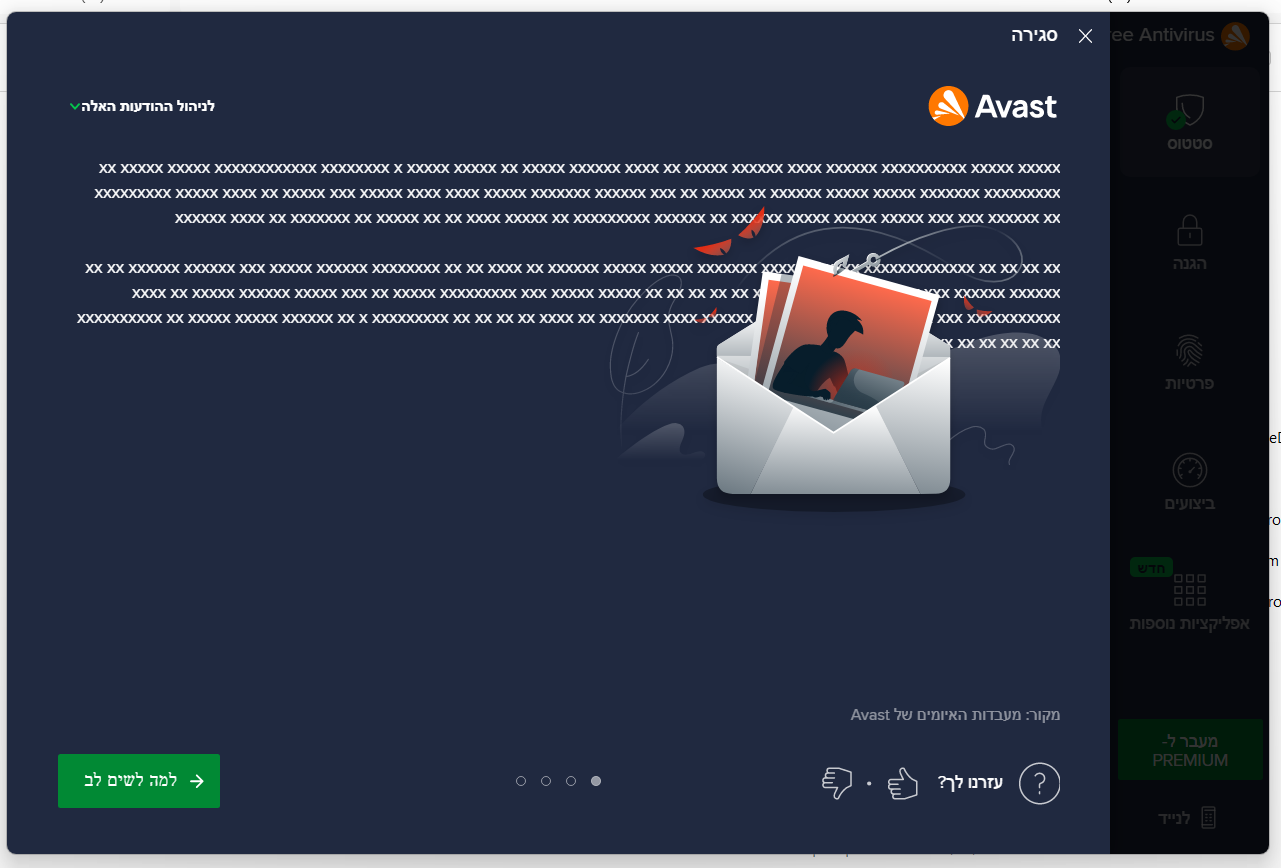 ree Antivirus
סגירה
Avast
לניהול ההודעות האלה
xx xxxxx xxxxx xxxxxxxxxxxx xxxxxxxx x xxxxx xxxxx xx xxxxx xxxxxx xxxx xx xxxxx xxxxxx xxxx xxxxxx xxxxxxxxxx xxxxx xxxxx
xxxxxxxxx xxxxx xxxx xx xxxxx xxx xxxxx xxxx xxxx xxxxx xxxxxxx xxxxxx xxx xx xxxxx xx xxxxxx xxxxx xxxxx xxxxxxx xxxxxxxxx
xxxxxx xxxx xx xxxxxxx xx xxxxx xx xx xxxx xxxxx xx xxxxxxxxx xxxxxx xx xxxxxx xxxxx xxxxx xxxxx xxx xxx xxxxxx xx
xx xx xxxxxx xxxxxx xxx xxxxx xxxxxx xxxxxxxx xx xx xxxx xx xxxxxx xxxxx xxxxx xxxxxxx
xxxx xx xxxxx xxxxxx xxxxx xxx xx xxxxx xxxxxxxxx xxx xxxxx xxxxx xx xx xx xx xx
xxxxxxxxxx xx xxxxx xxxxx xxxxxx xx x xxxxxxxxx xx xx xx xx xxxx xx xxxxxxx xxxx xxxxxx
xx xx xx xx xx
סטטוס
הגנה
פרטיות
ביצועים
חדש
אפליקציות נוספות
מעבר ל-
PREMIUM
לנייד
מקור: מעבדות האיומים של Avast
עזרנו לך?
למה לשים לב